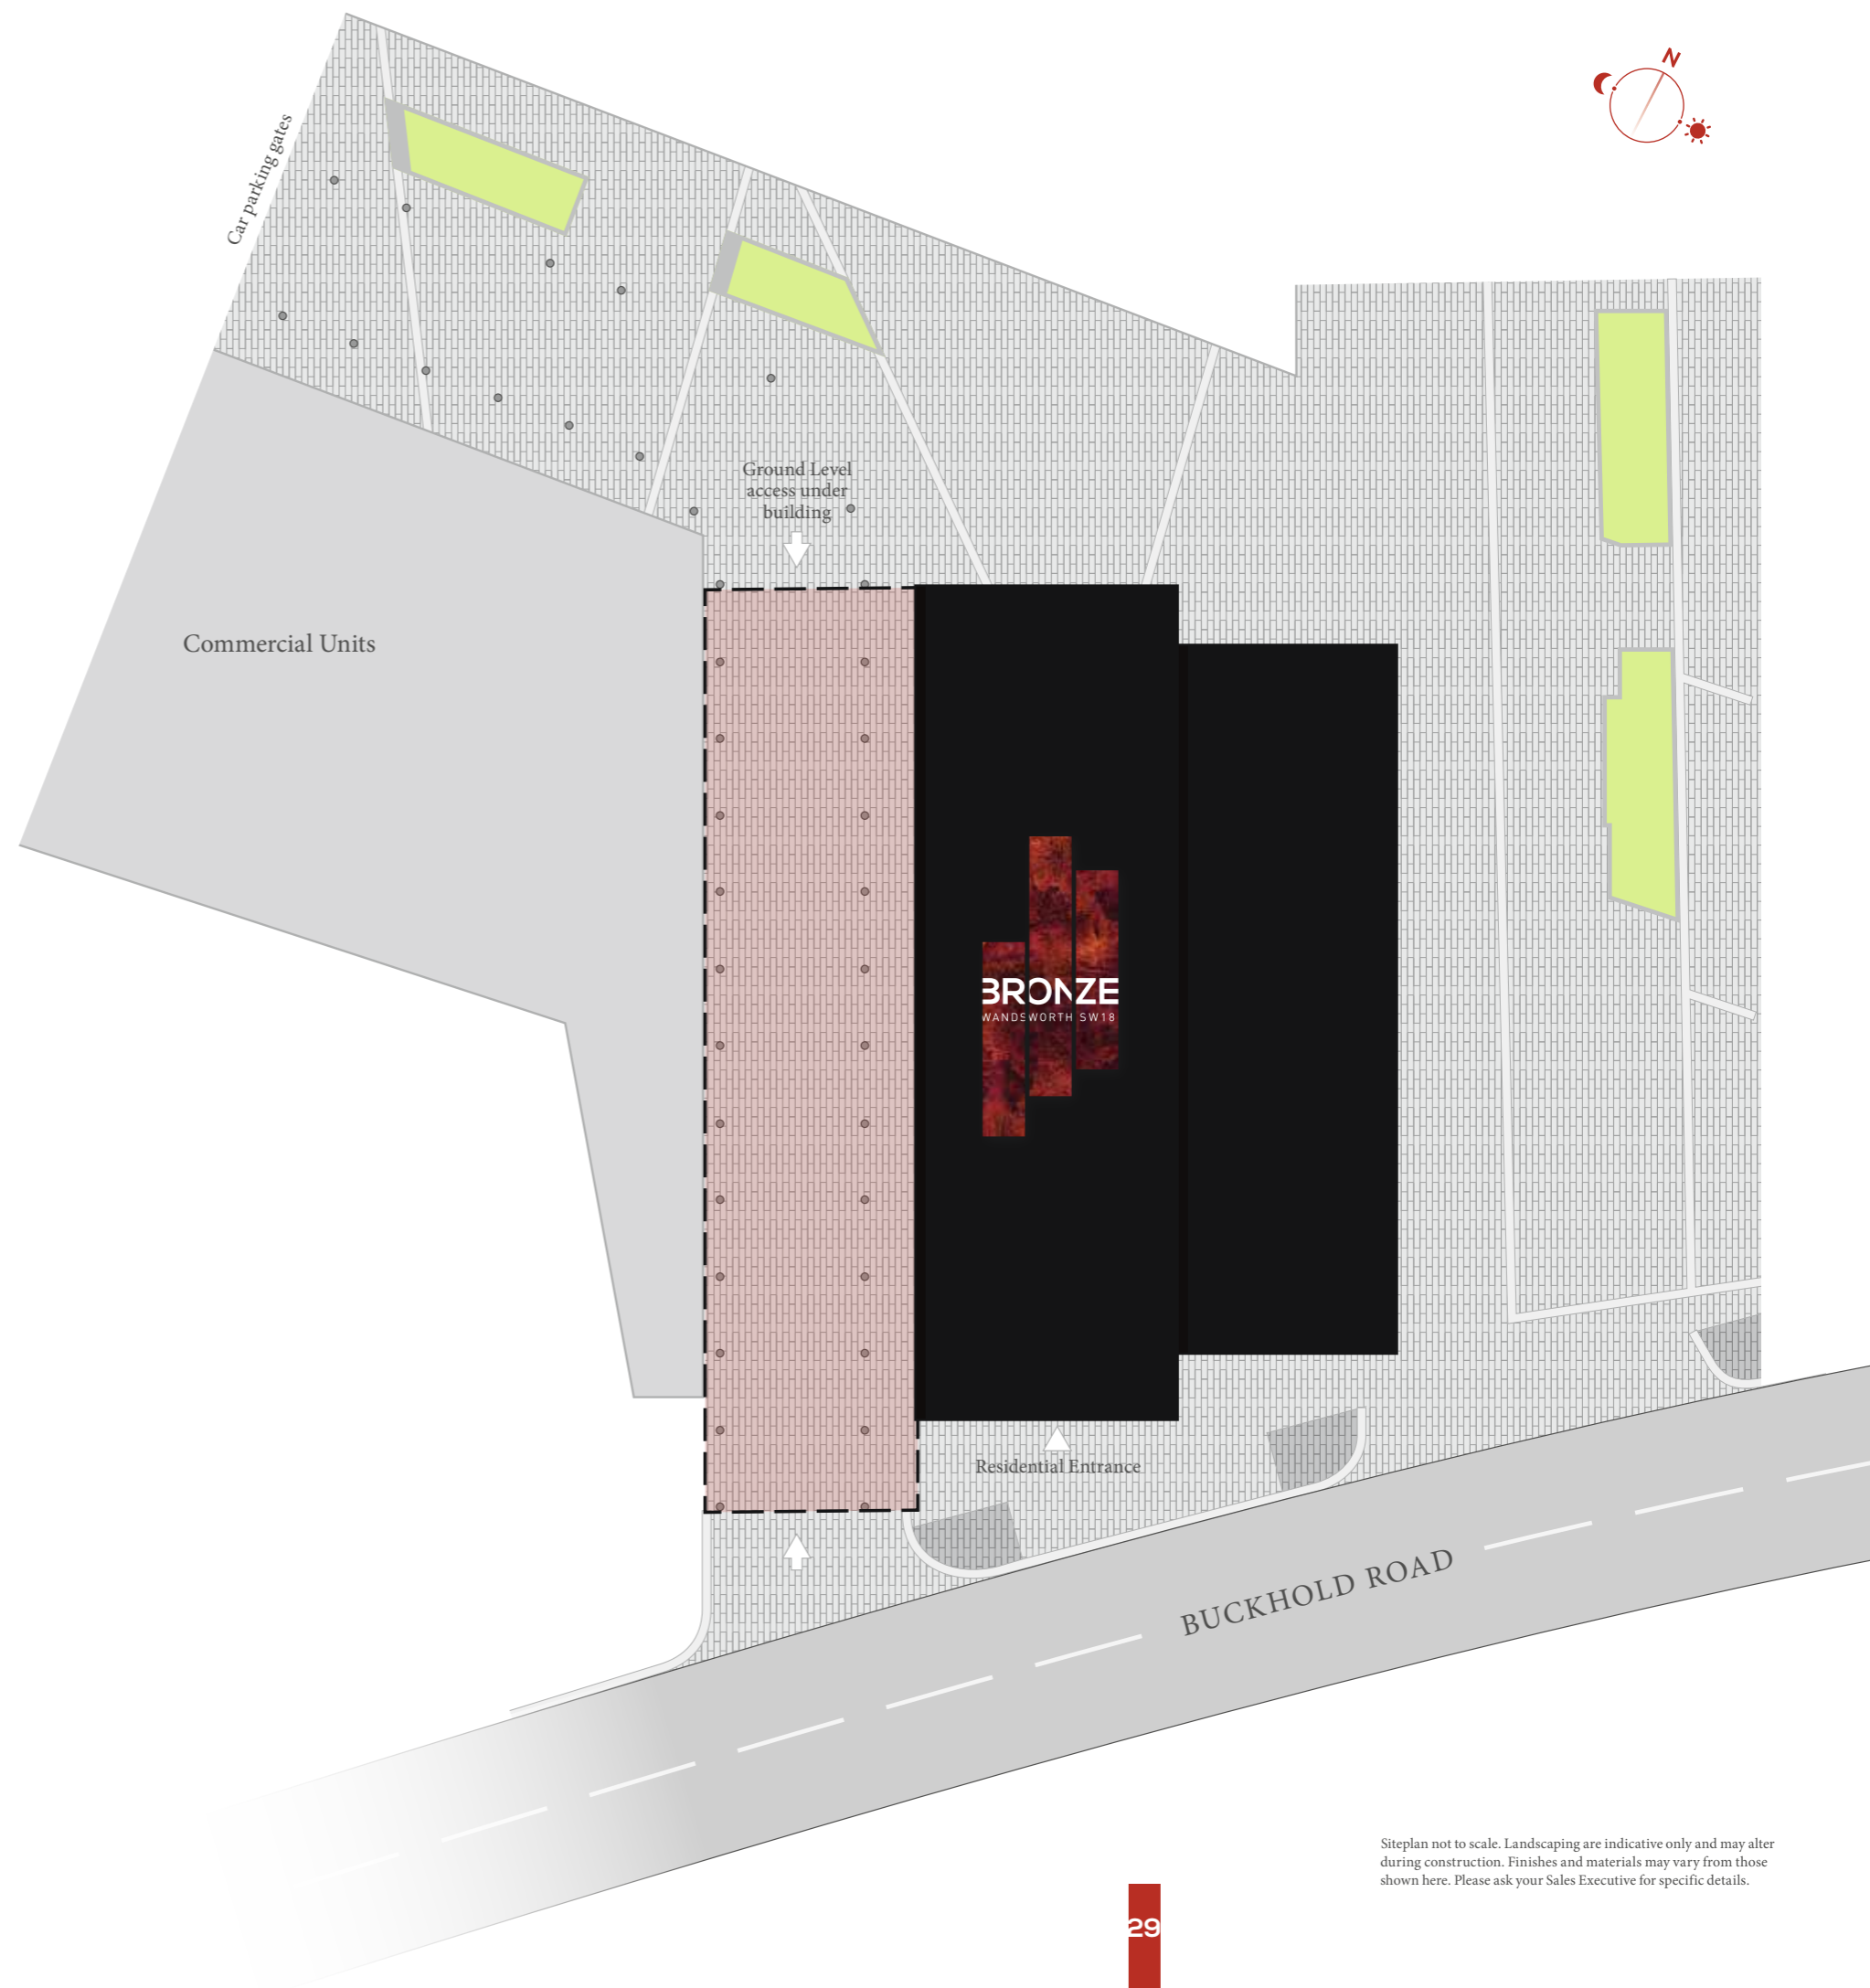 N
Car parking gates
Ground Level
access under
building
Commercial Units
BRONZE
WANDSWORTH SW18
Residential Entrance
BUCKHOLD ROAD
Siteplan not to scale. Landscaping are indicative only and may alter
during construction. Finishes and materials may vary from those
shown here. Please ask your Sales Executive for specific details.
29